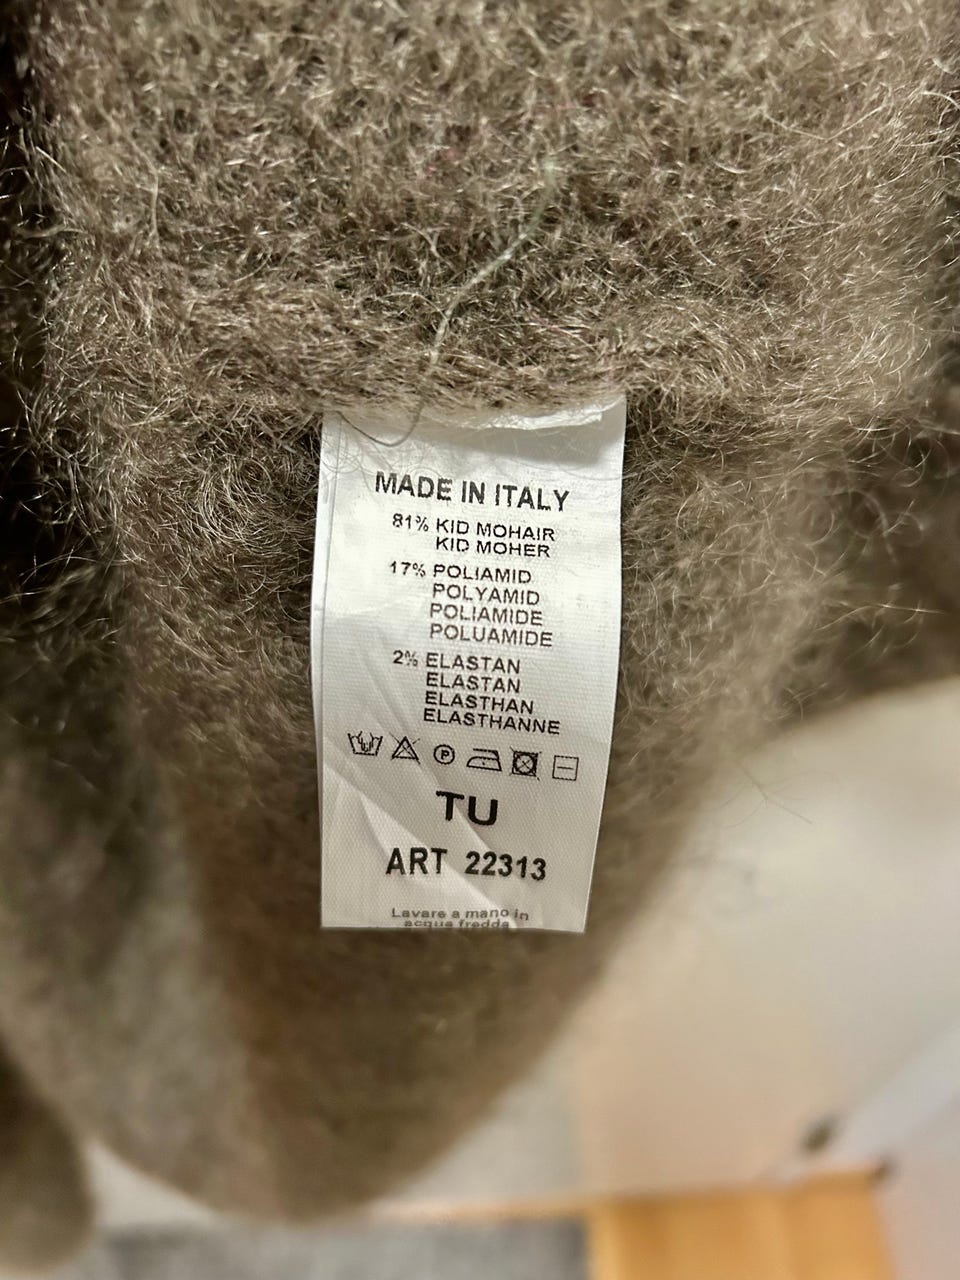 MADE IN ITALY
81% KID MOHAIR
KID MOHER
17% POLIAMID
POLYAMID
POLIAMIDE
POLUAMIDE
2% ELASTAN
ELASTAN
ELASTHAN
ELASTHANNE
P
TU
ART 22313
Lavare a mano in
acqua fredda